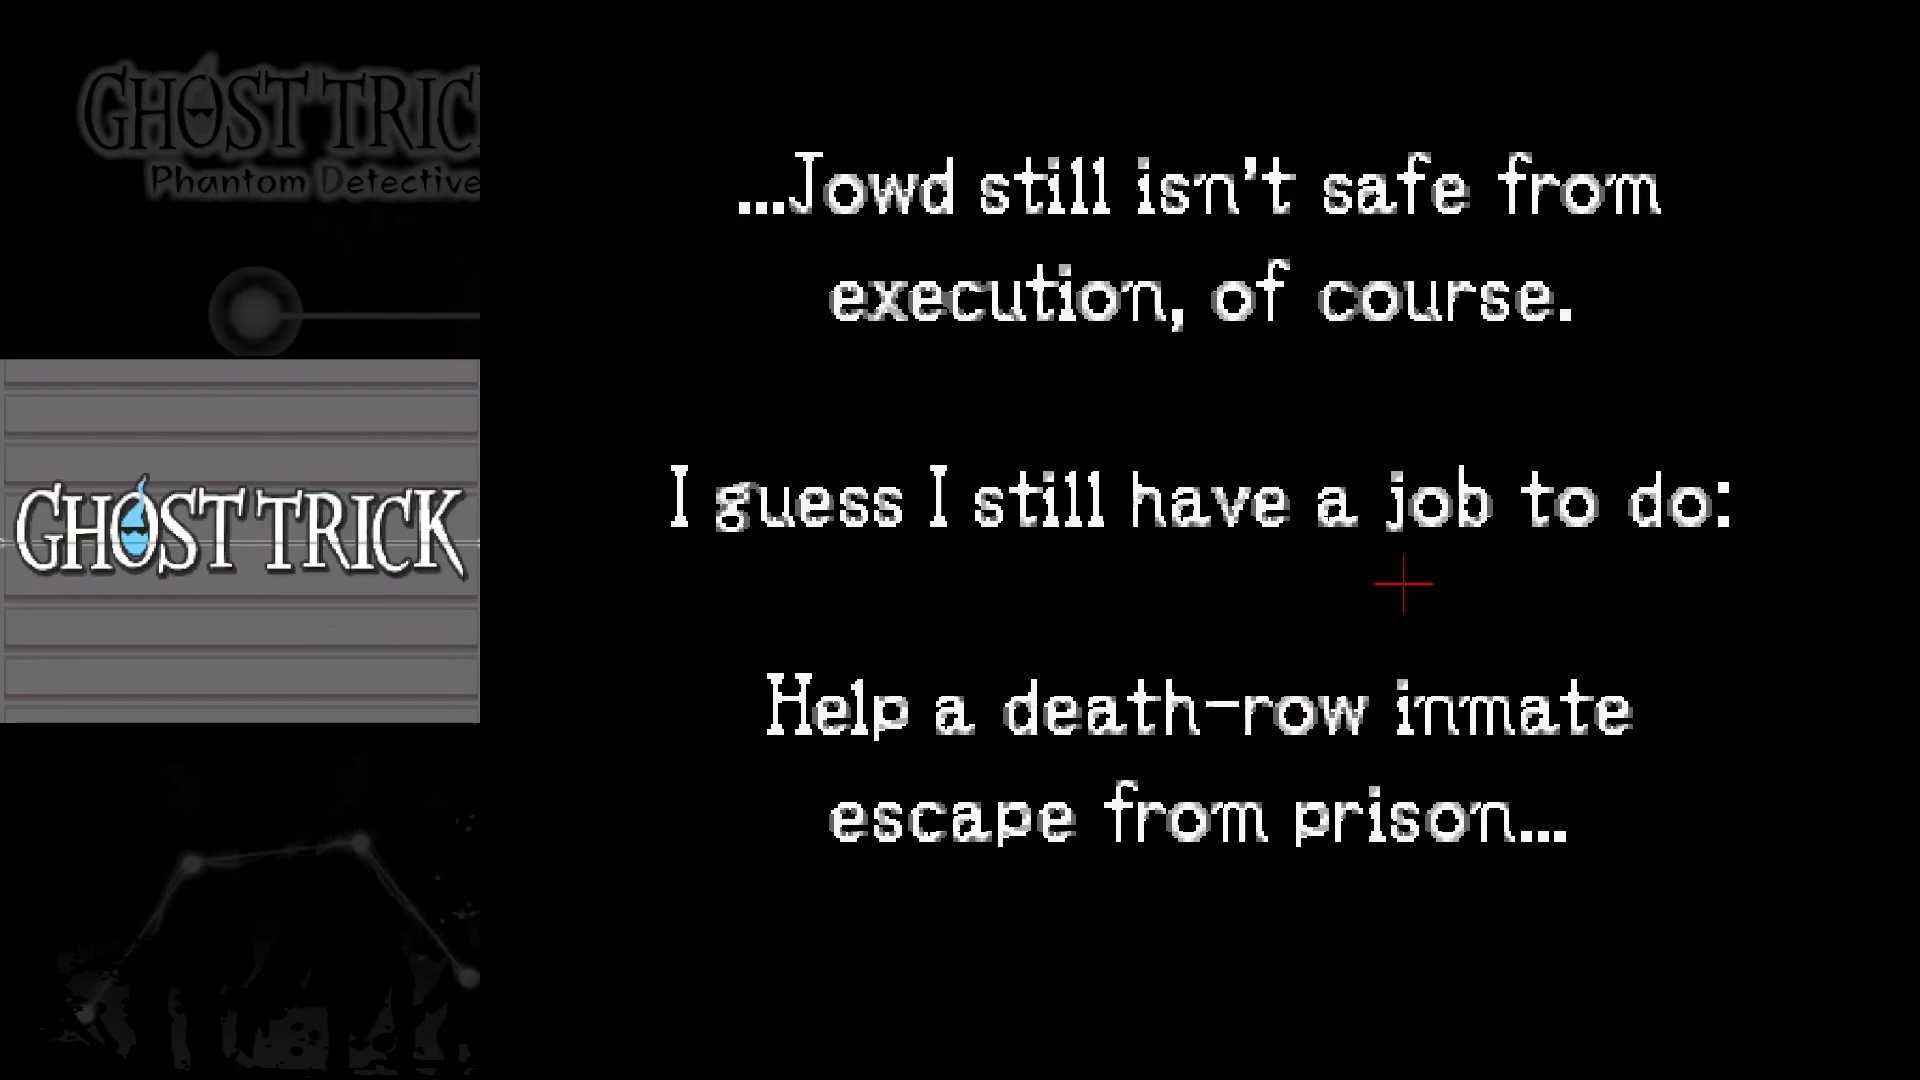 GHOST TRICK
Phantom Detective
GHOST TRICK
...Jowd still isn't safe from
execution, of course.
I guess I still have a job to do:
Help a death-row inmate
escape from prison...